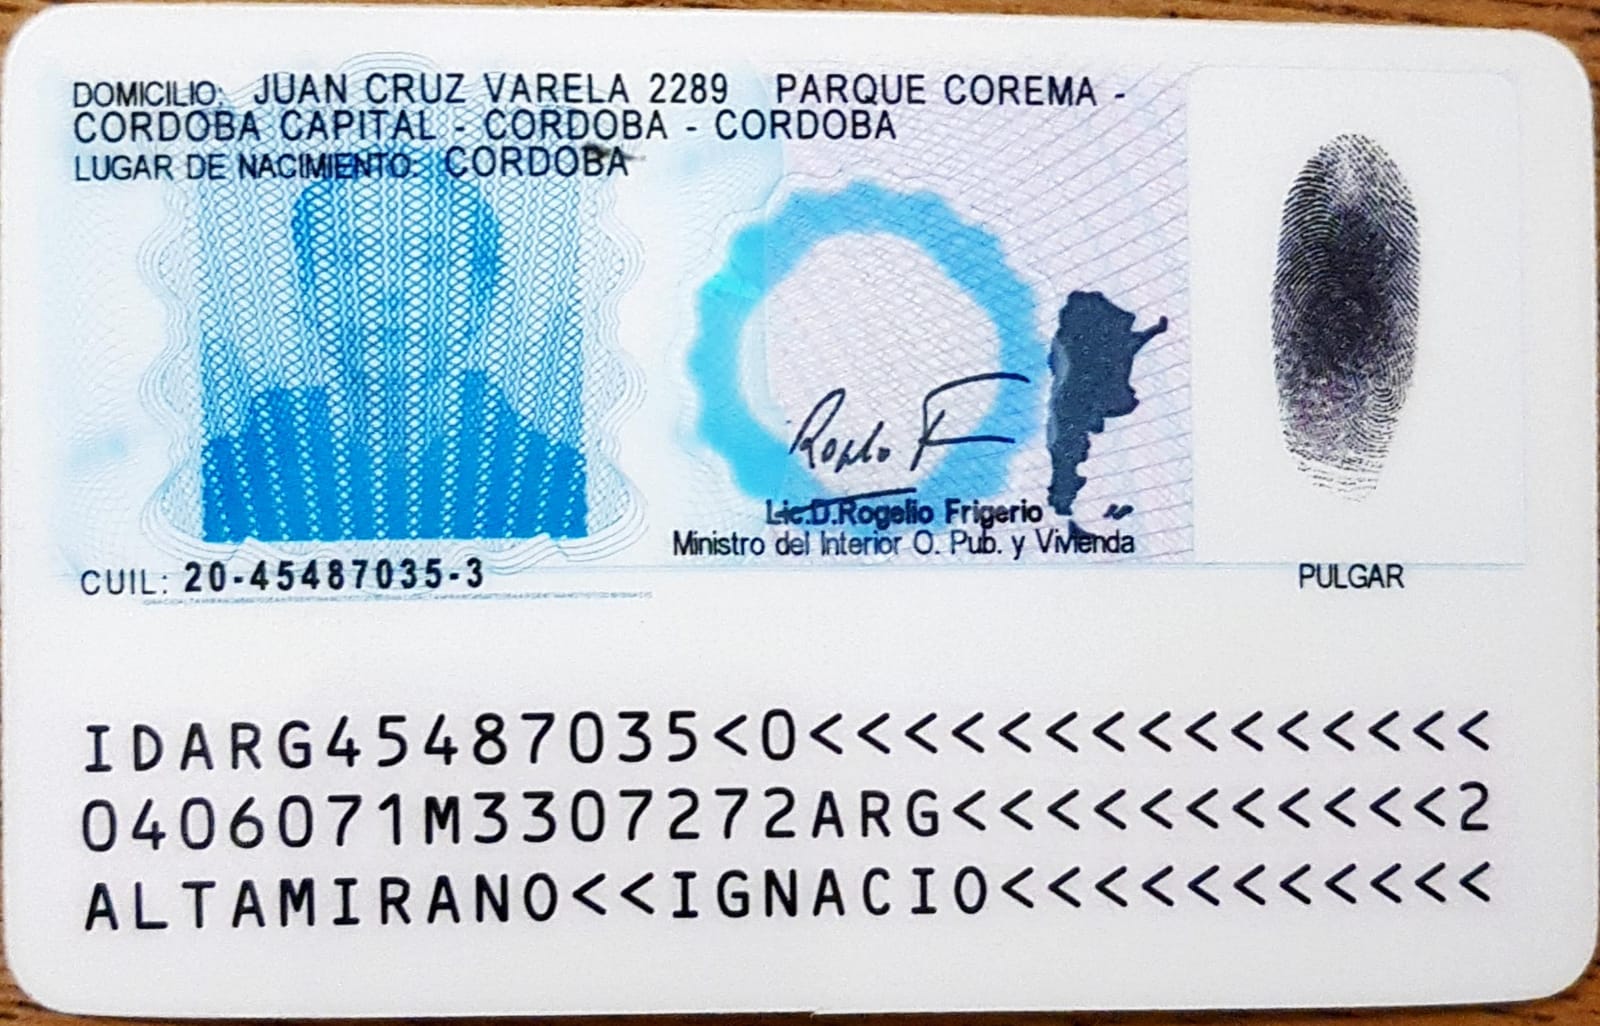 DOMICILIO: JUAN CRUZ VARELA 2289 PARQUE COREMA -
CORDOBA CAPITAL - CORDOBA - CORDOBA
LUGAR DE NACIMIENTO: CORDOBA
Lic.D.Rogelio Frigerio
Ministro del Interior O. Pub. y Vivienda
CUIL: 20-45487035-3
PULGAR
IDARG45487035<0<<<<<<<<<<<<<<<
0406071M3307272ARG<<<<<<<<<<<2
ALTAMIRANO<<IGNACIO<<<<<<<<<<<